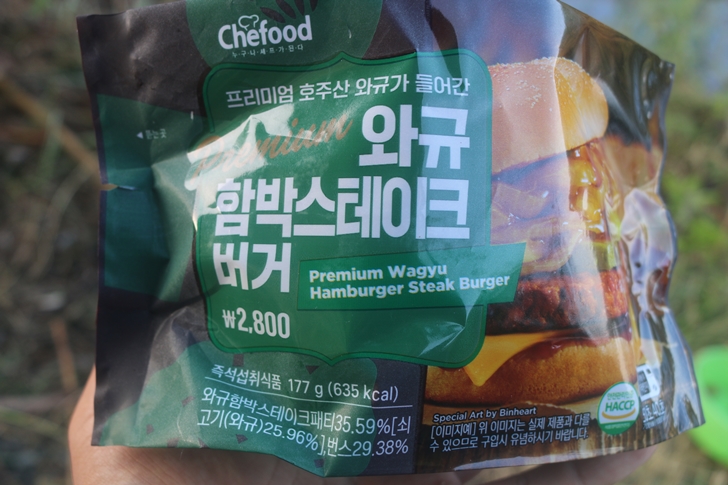 Chefood
누·구·나·셰·프·가·된·다
프리미엄 호주산 와규가 들어간
Premium
와규
◀ 뜯는곳
함박스테이크
버거
Premium Wagyu
Hamburger Steak Burger
₩2,800
즉석섭취식품 177 g (635 kcal)
와규함박스테이크패티35.59%[쇠
고기(와규)25.96%],번스29.38%
Special Art by Binheart
[이미지예] 위 이미지는 실제 제품과 다를
수 있으므로 구입시 유념하시기 바랍니다.
HACCP